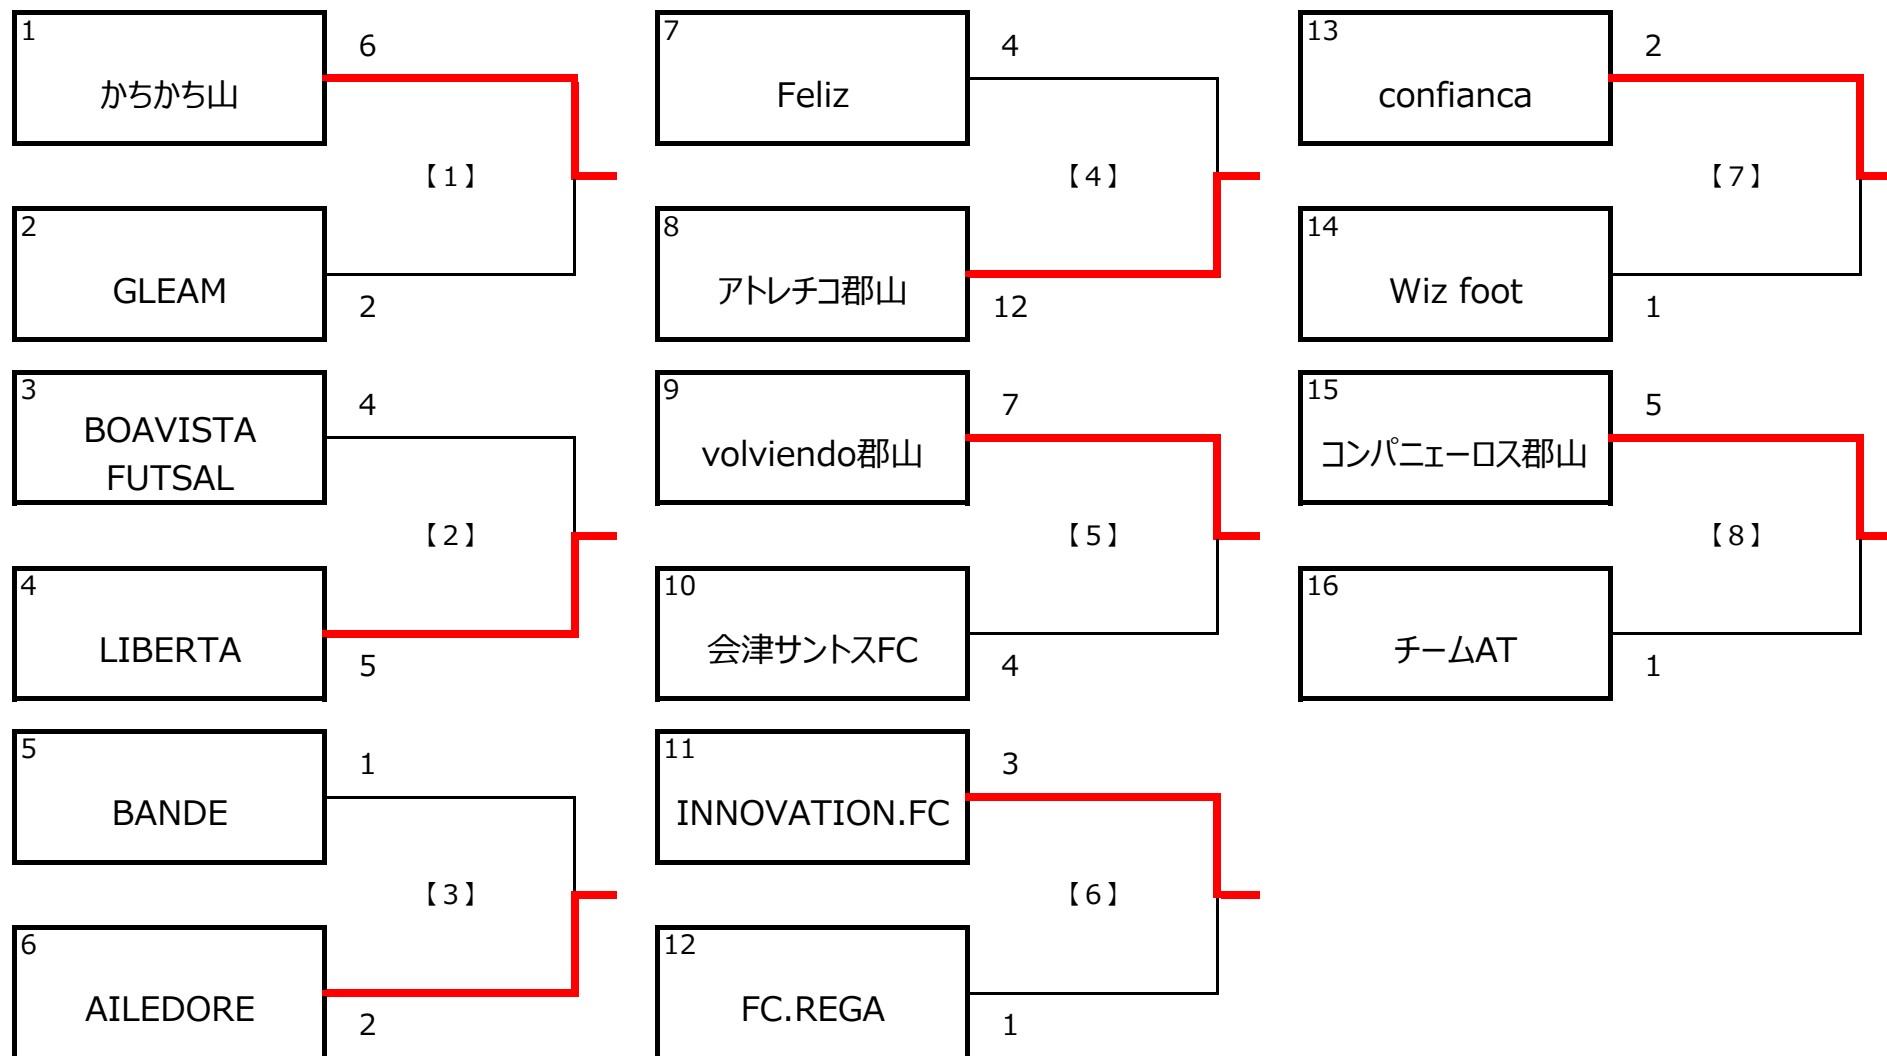 1
6
かちかち山
【1】
2
GLEAM
2
3
4
BOAVISTA
FUTSAL
【2】
4
LIBERTA
5
5
1
BANDE
【3】
6
AILEDORE
2
7
4
Feliz
【4】
8
アトレチコ郡山
12
9
7
volviendo郡山
【5】
10
会津サントスFC
4
11
3
INNOVATION.FC
【6】
12
FC.REGA
1
13
2
confianca
【7】
14
Wiz foot
1
15
5
コンパニェーロス郡山
【8】
16
チームAT
1